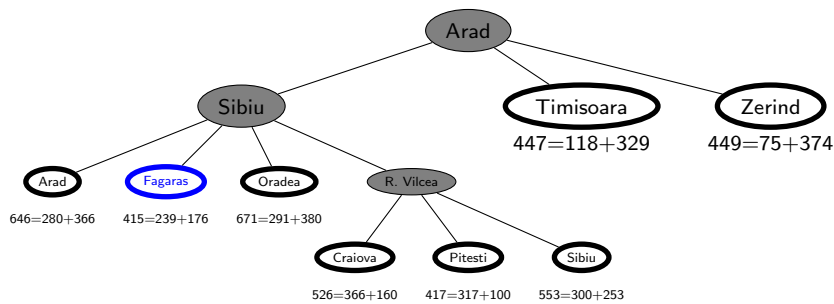 Arad
Sibiu
Timisoara
Zerind
447=118+329
449=75+374
Arad
Fagaras
Oradea
R. Vilcea
646=280+366
415=239+176
671=291+380
Craiova
Pitesti
Sibiu
526=366+160
417=317+100
553=300+253